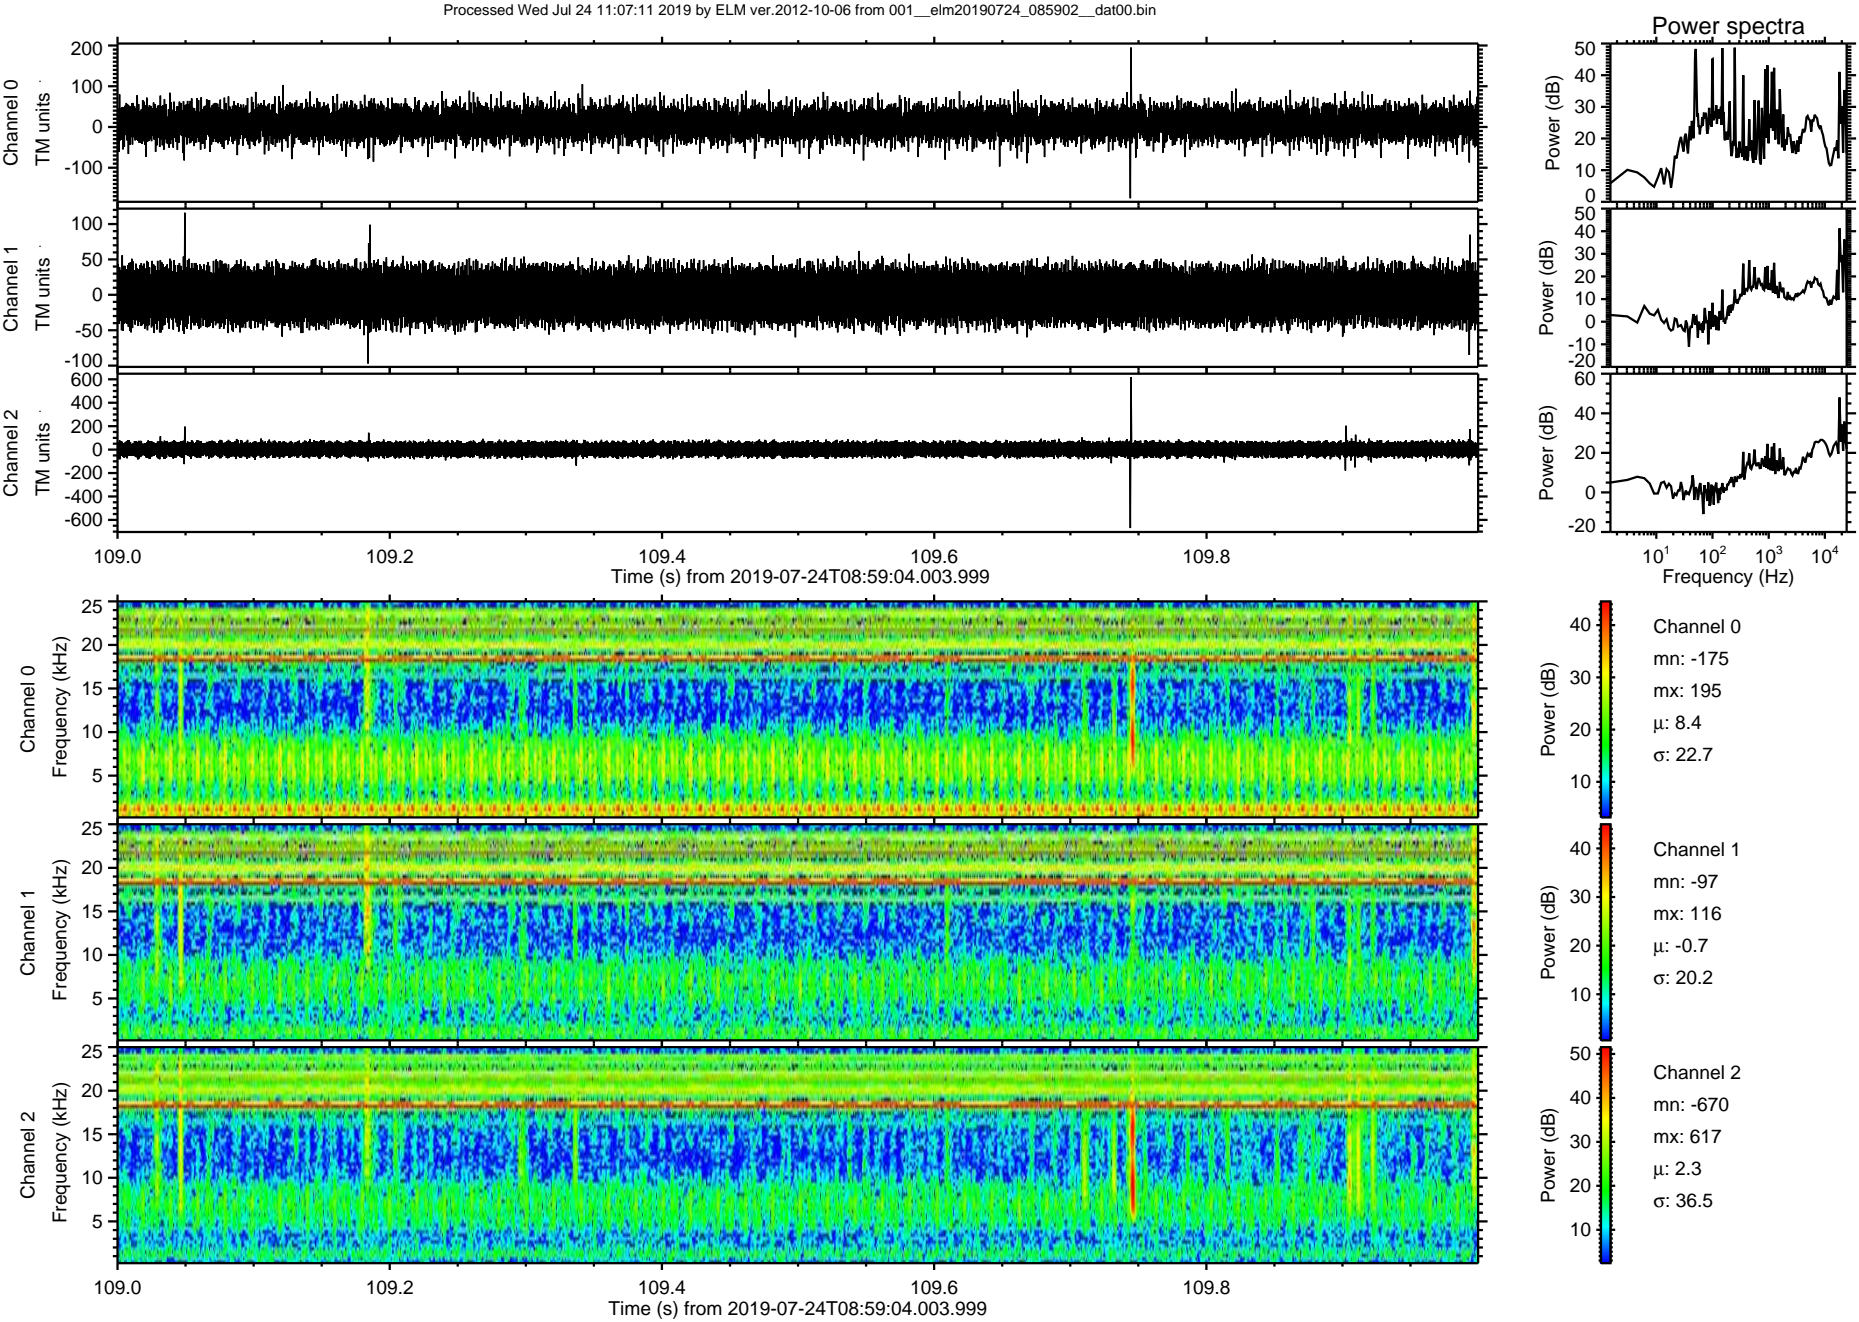 Processed Wed Jul 24 11:07:11 2019 by ELM ver.2012-10-06 from 001__elm20190724_085902__dat00.bin
Power spectra
Channel 0
TM units
200
100
0
-100
Power (dB)
50
40
30
20
10
0
Channel 1
TM units
100
50
0
-50
-100
Power (dB)
50
40
30
20
10
0
-10
-20
Channel 2
TM units
600
400
200
0
-200
-400
-600
Power (dB)
60
40
20
0
-20
109.0 109.2 109.4 109.6 109.8
Time (s) from 2019-07-24T08:59:04.003.999
10^1 10^2 10^3 10^4
Frequency (Hz)
Channel 0
Frequency (kHz)
25
20
15
10
5
Power (dB)
40
30
20
10
Channel 0
mn: -175
mx: 195
μ: 8.4
σ: 22.7
Channel 1
Frequency (kHz)
25
20
15
10
5
Power (dB)
40
30
20
10
Channel 1
mn: -97
mx: 116
μ: -0.7
σ: 20.2
Channel 2
Frequency (kHz)
25
20
15
10
5
Power (dB)
50
40
30
20
10
Channel 2
mn: -670
mx: 617
μ: 2.3
σ: 36.5
109.0 109.2 109.4 109.6 109.8
Time (s) from 2019-07-24T08:59:04.003.999